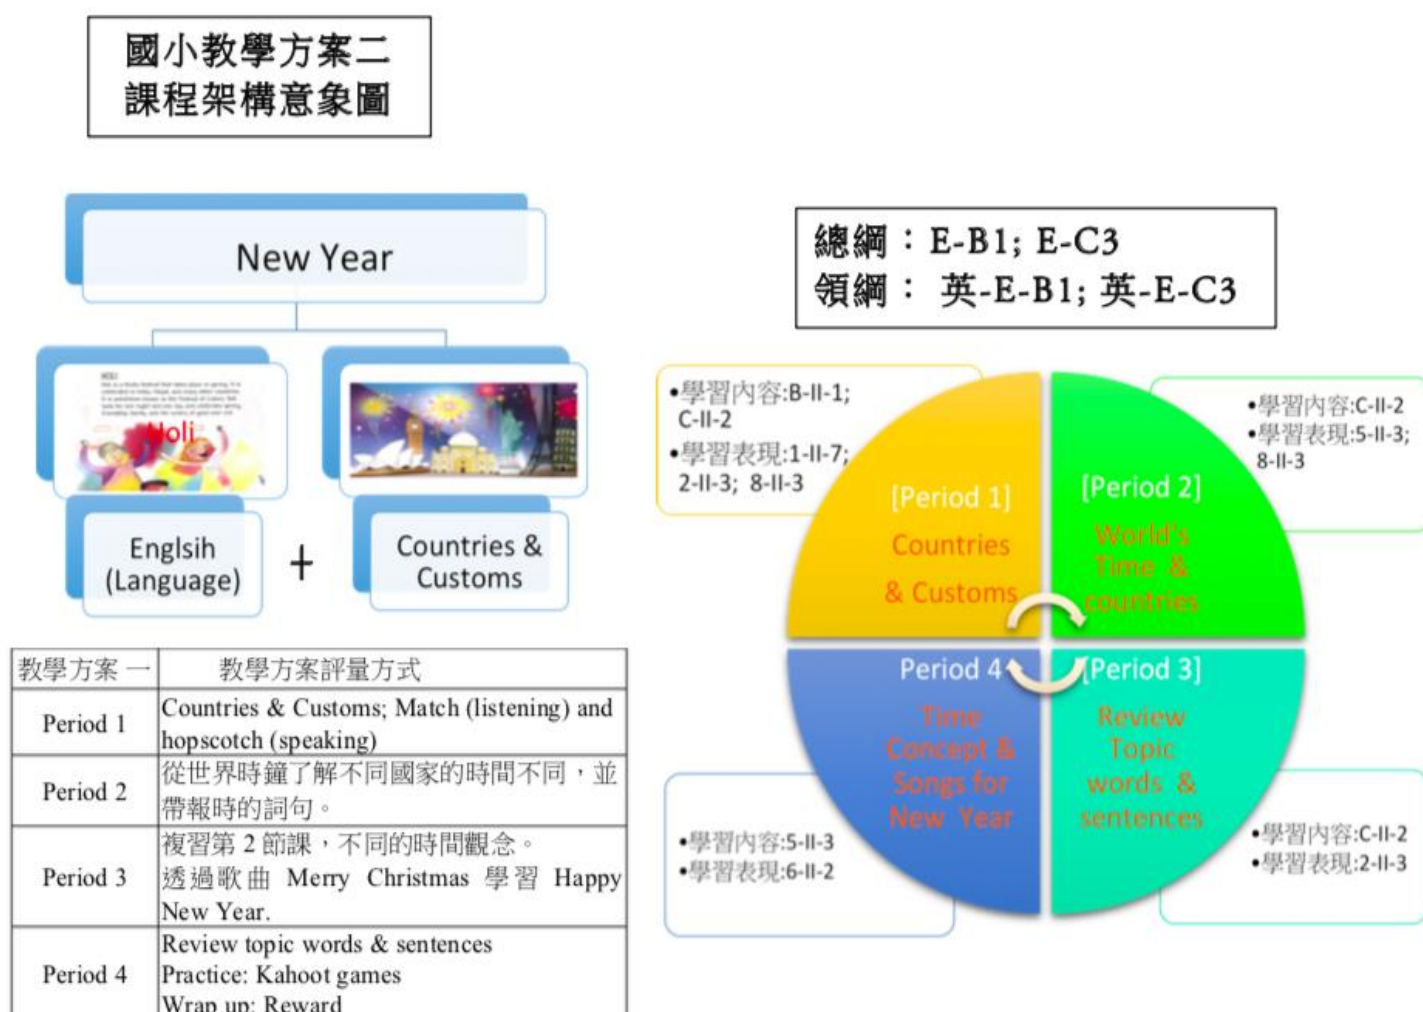 國小教學方案二
課程架構意象圖
New Year
HOLI
Holi
Englsih
(Language)
+
Countries &
Customs
總綱：E-B1; E-C3
領綱： 英-E-B1; 英-E-C3
•學習內容:B-II-1;
C-II-2
•學習表現:1-II-7;
2-II-3; 8-II-3
[Period 1]
Countries
& Customs
•學習內容:C-II-2
•學習表現:5-II-3;
8-II-3
[Period 2]
World's
Time &
countries
Period 4
Time
Concept &
Songs for
New Year
•學習內容:5-II-3
•學習表現:6-II-2
[Period 3]
Review
Topic
words &
sentences
•學習內容:C-II-2
•學習表現:2-II-3
教學方案 一 教學方案評量方式
Period 1
Countries & Customs; Match (listening) and
hopscotch (speaking)
Period 2
從世界時鐘了解不同國家的時間不同，並
帶報時的詞句。
Period 3
複習第 2 節課，不同的時間觀念。
透過歌曲 Merry Christmas 學習 Happy
New Year.
Period 4
Review topic words & sentences
Practice: Kahoot games
Wrap up: Reward